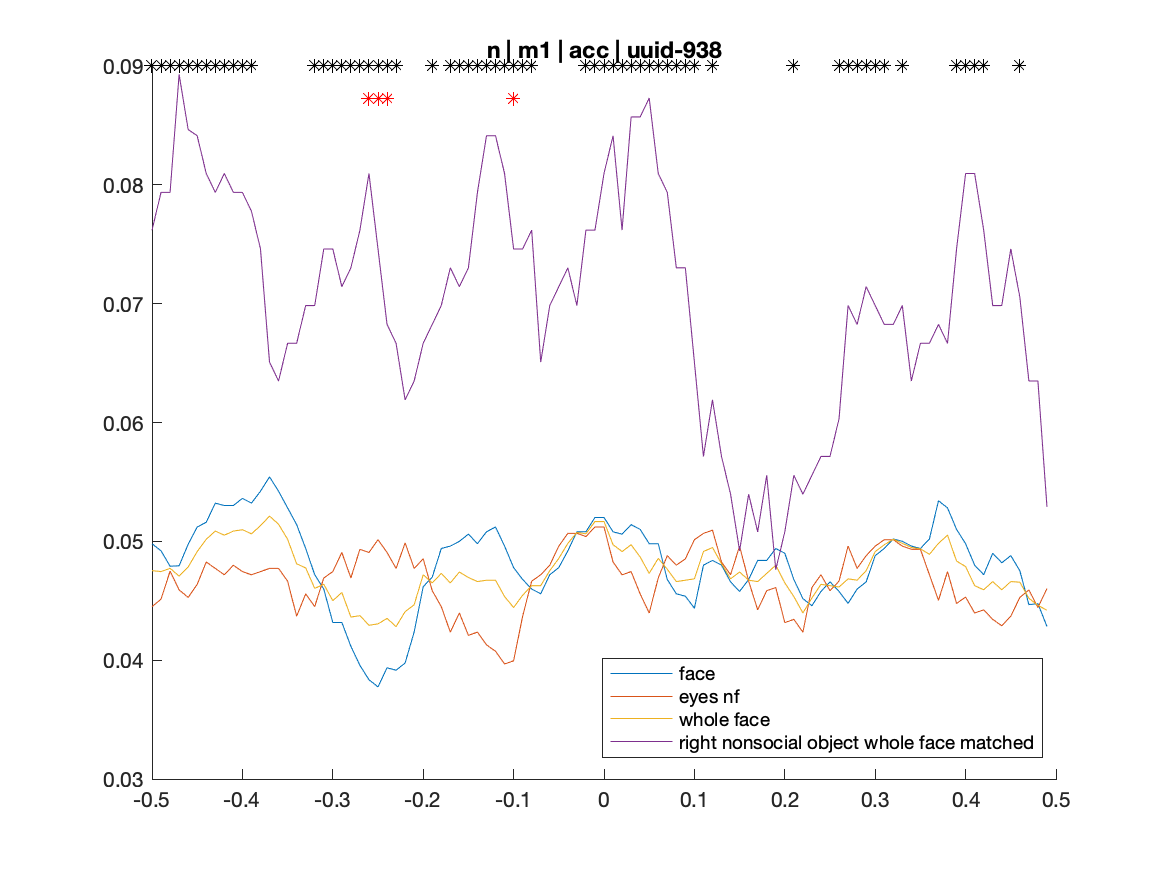 n | m1 | acc | uuid-938
0.09
0.08
0.07
0.06
0.05
0.04
0.03
face
eyes nf
whole face
right nonsocial object whole face matched
-0.5 -0.4 -0.3 -0.2 -0.1 0 0.1 0.2 0.3 0.4 0.5